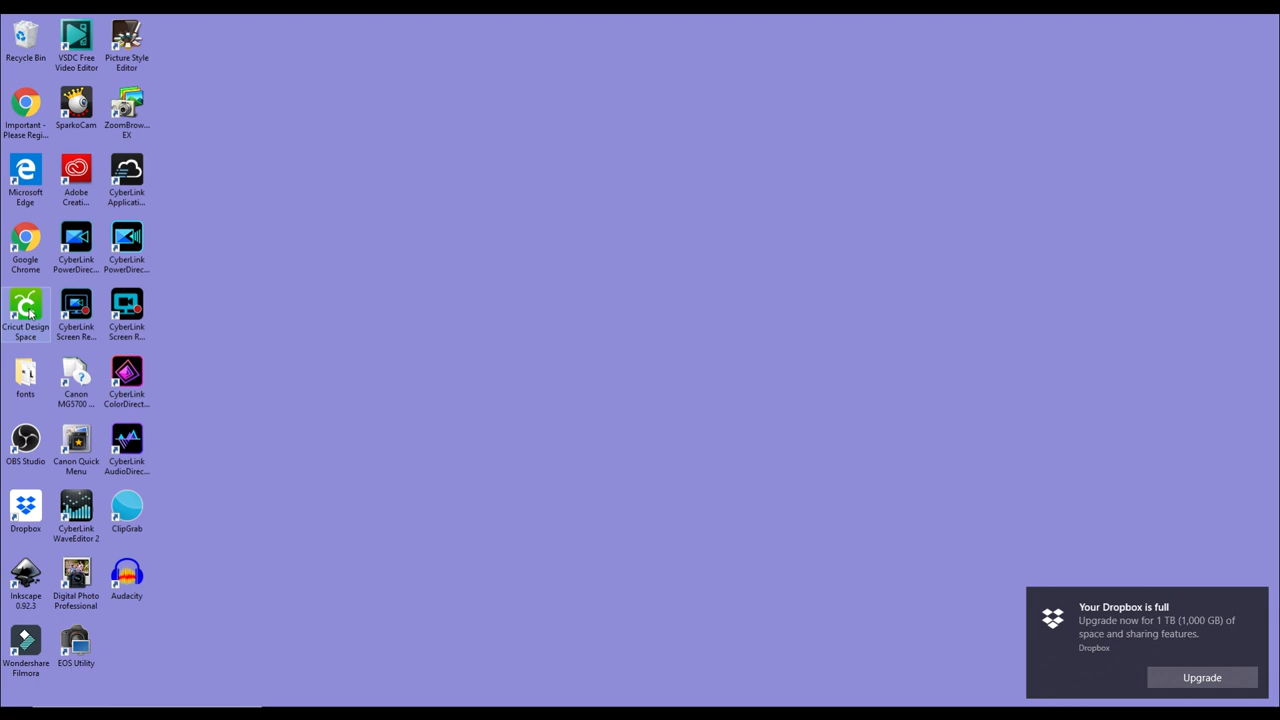 Recycle Bin
VSDC Free
Video Editor
Picture Style
Editor
Important -
Please Regi...
SparkoCam
ZoomBrow...
EX
Microsoft
Edge
Adobe
Creati...
CyberLink
Applicati...
Google
Chrome
CyberLink
PowerDirec...
CyberLink
PowerDirec...
Cricut Design
Space
CyberLink
Screen Re...
CyberLink
Screen R...
fonts
Canon
MG5700 ...
CyberLink
ColorDirect...
OBS Studio
Canon Quick
Menu
CyberLink
AudioDirec...
Dropbox
CyberLink
WaveEditor 2
ClipGrab
Inkscape
0.92.3
Digital Photo
Professional
Audacity
Wondershare
Filmora
EOS Utility
Your Dropbox is full
Upgrade now for 1 TB (1,000 GB) of
space and sharing features.
Dropbox
Upgrade